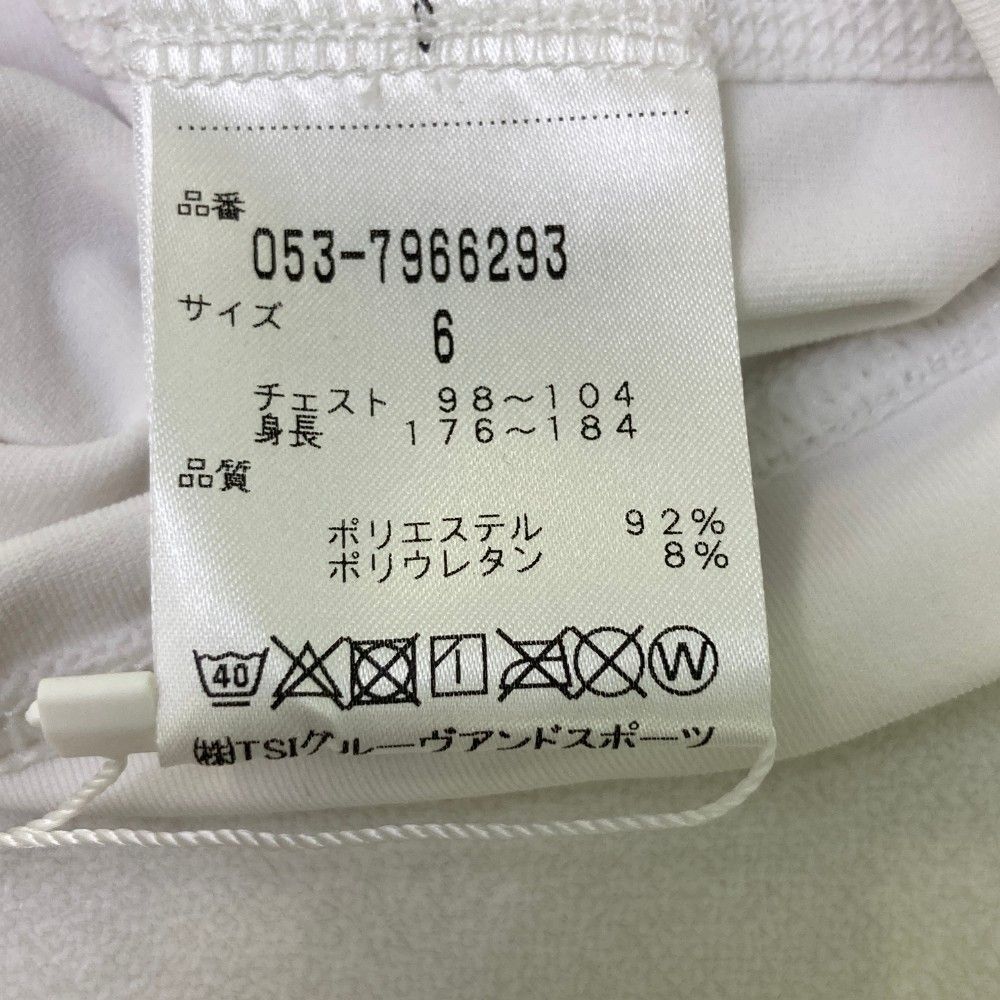 品番
053-7966293
サイズ
6
チェスト 98～104
身長 176～184
品質
ポリエステル 92%
ポリウレタン 8%
40 W
㈱TSIグルーヴアンドスポーツ